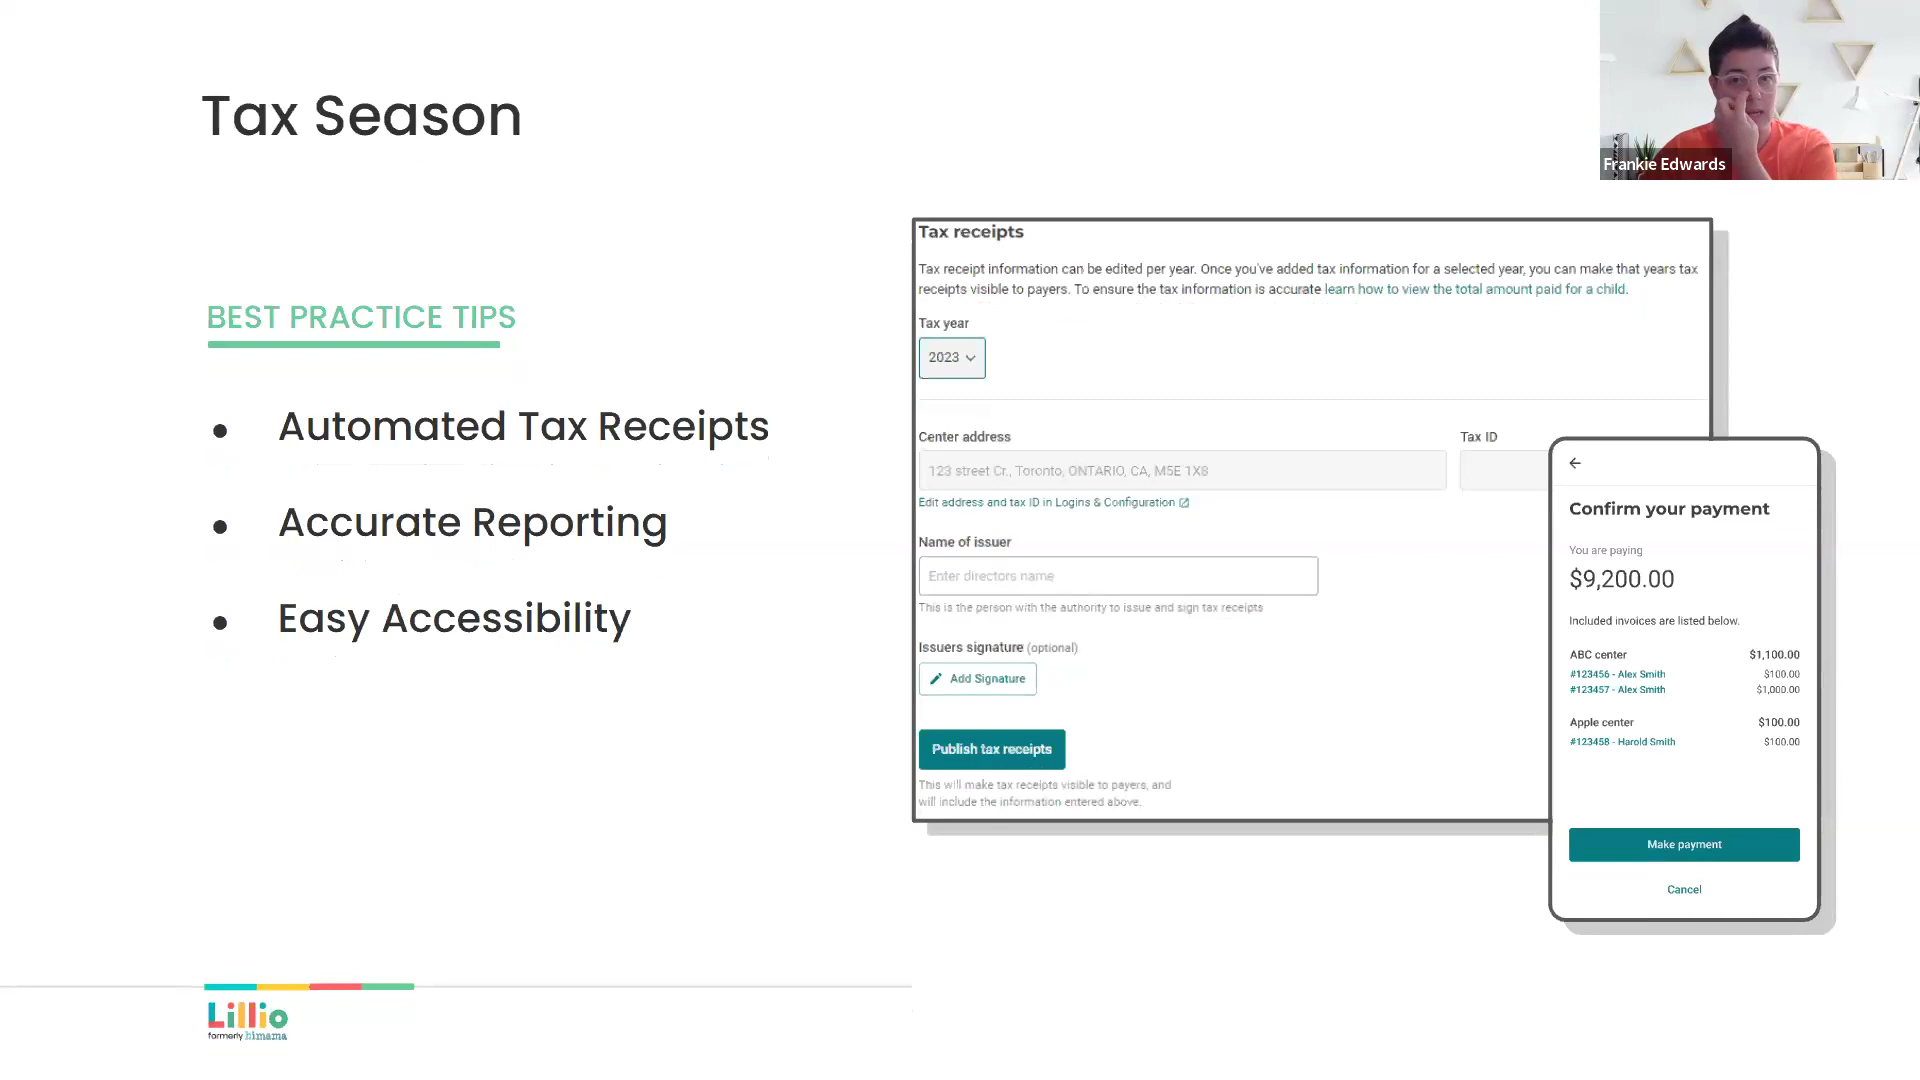 Tax Season
BEST PRACTICE TIPS
● Automated Tax Receipts
● Accurate Reporting
● Easy Accessibility
Frankie Edwards
Tax receipts
Tax receipt information can be edited per year. Once you've added tax information for a selected year, you can make that years tax
receipts visible to payers. To ensure the tax information is accurate learn how to view the total amount paid for a child.
Tax year
2023
Center address
Tax ID
123 street Cr., Toronto, ONTARIO, CA, M5E 1X8
Edit address and tax ID in Logins & Configuration
Name of issuer
Enter directors name
This is the person with the authority to issue and sign tax receipts
Issuers signature (optional)
Add Signature
Publish tax receipts
This will make tax receipts visible to payers, and
will include the information entered above.
Confirm your payment
You are paying
$9,200.00
Included invoices are listed below.
ABC center $1,100.00
#123456 - Alex Smith $100.00
#123457 - Alex Smith $1,000.00
Apple center $100.00
#123458 - Harold Smith $100.00
Make payment
Cancel
Lillio
formerly himama